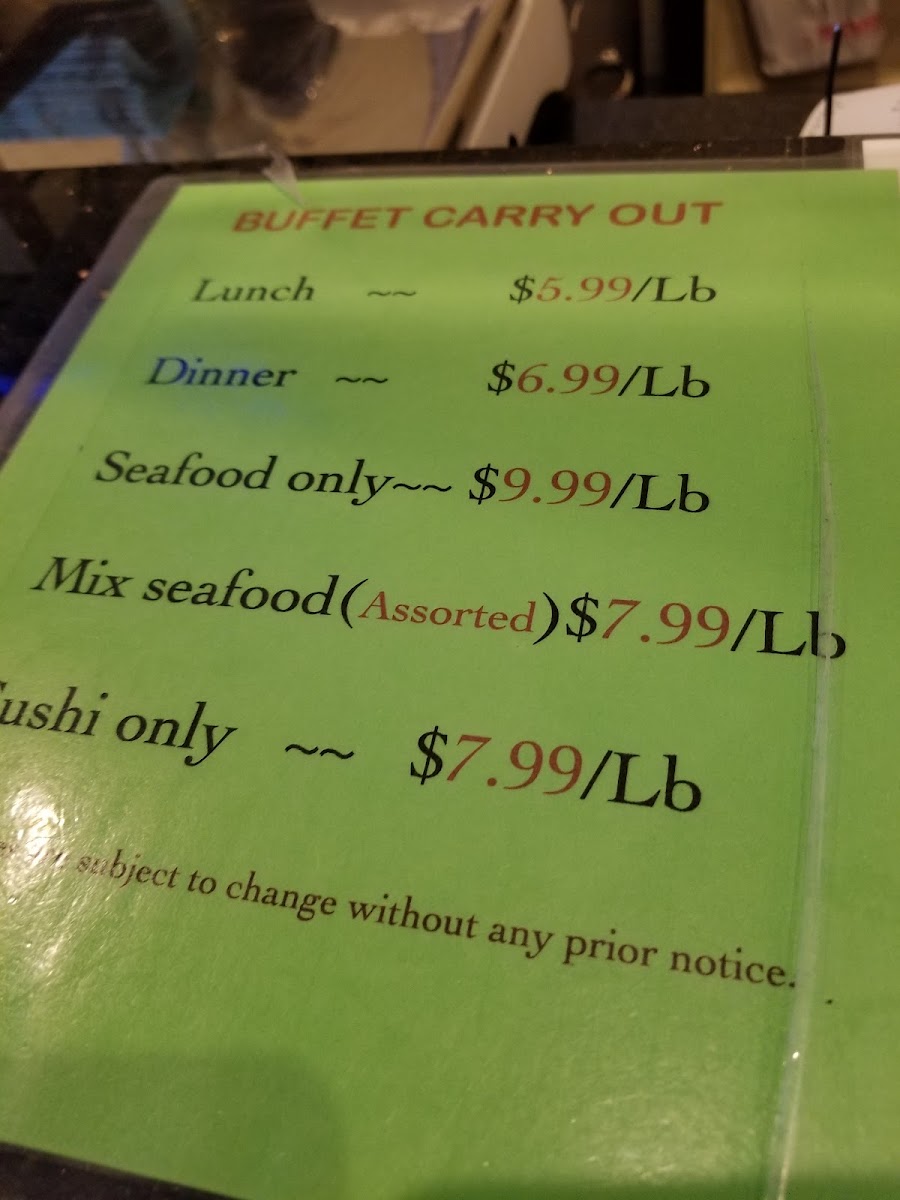 BUFFET CARRY OUT
Lunch ~~ $5.99/Lb
Dinner ~~ $6.99/Lb
Seafood only~~ $9.99/Lb
Mix seafood(Assorted)$7.99/Lb
Sushi only ~~ $7.99/Lb
subject to change without any prior notice.